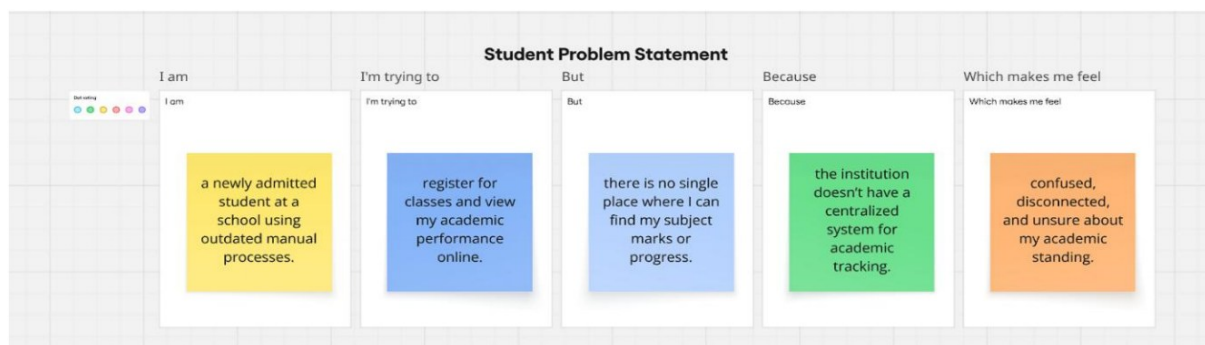 Student Problem Statement
I am
I'm trying to
But
Because
Which makes me feel
I am
I'm trying to
But
Because
Which makes me feel
a newly admitted
student at a
school using
outdated manual
processes.
register for
classes and view
my academic
performance
online.
there is no single
place where I can
find my subject
marks or
progress.
the institution
doesn’t have a
centralized
system for
academic
tracking.
confused,
disconnected,
and unsure about
my academic
standing.